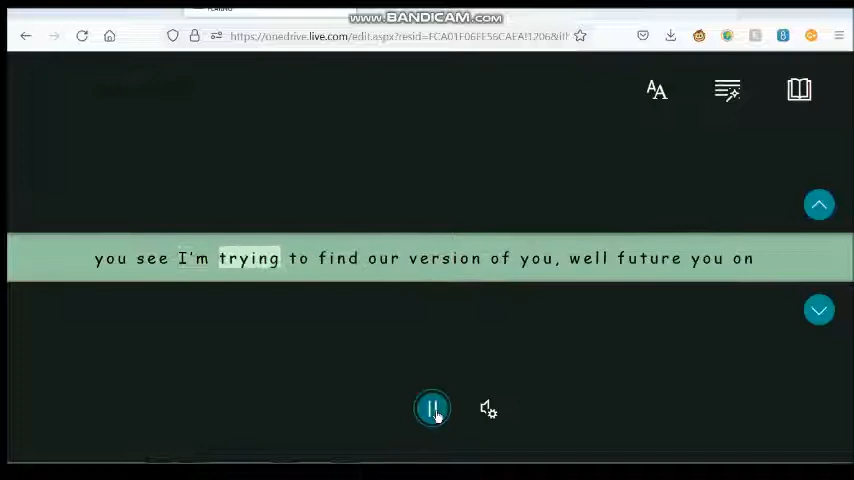 www.BANDICAM.com
https://onedrive.live.com/edit.aspx?resid=FCA01F06FE56CAEA!1206&ith
AA
you see I'm trying to find our version of you, well future you on